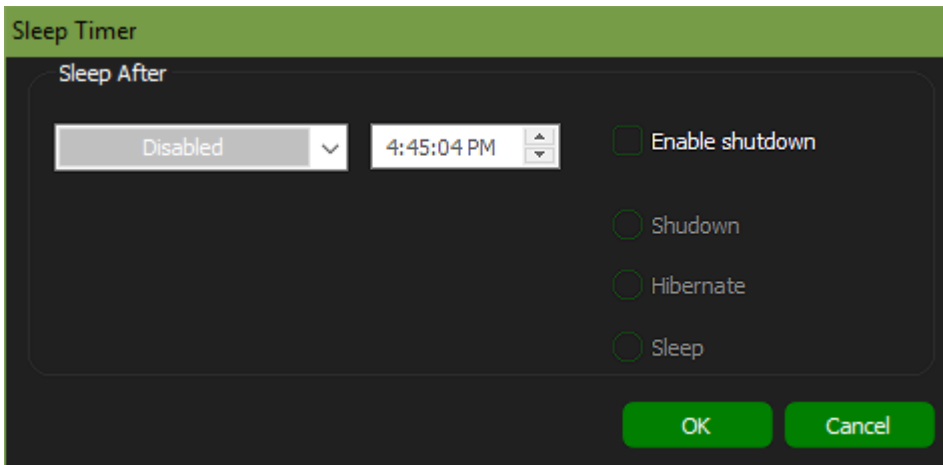 Sleep Timer
Sleep After
Disabled
4:45:04 PM
Enable shutdown
Shudown
Hibernate
Sleep
OK
Cancel